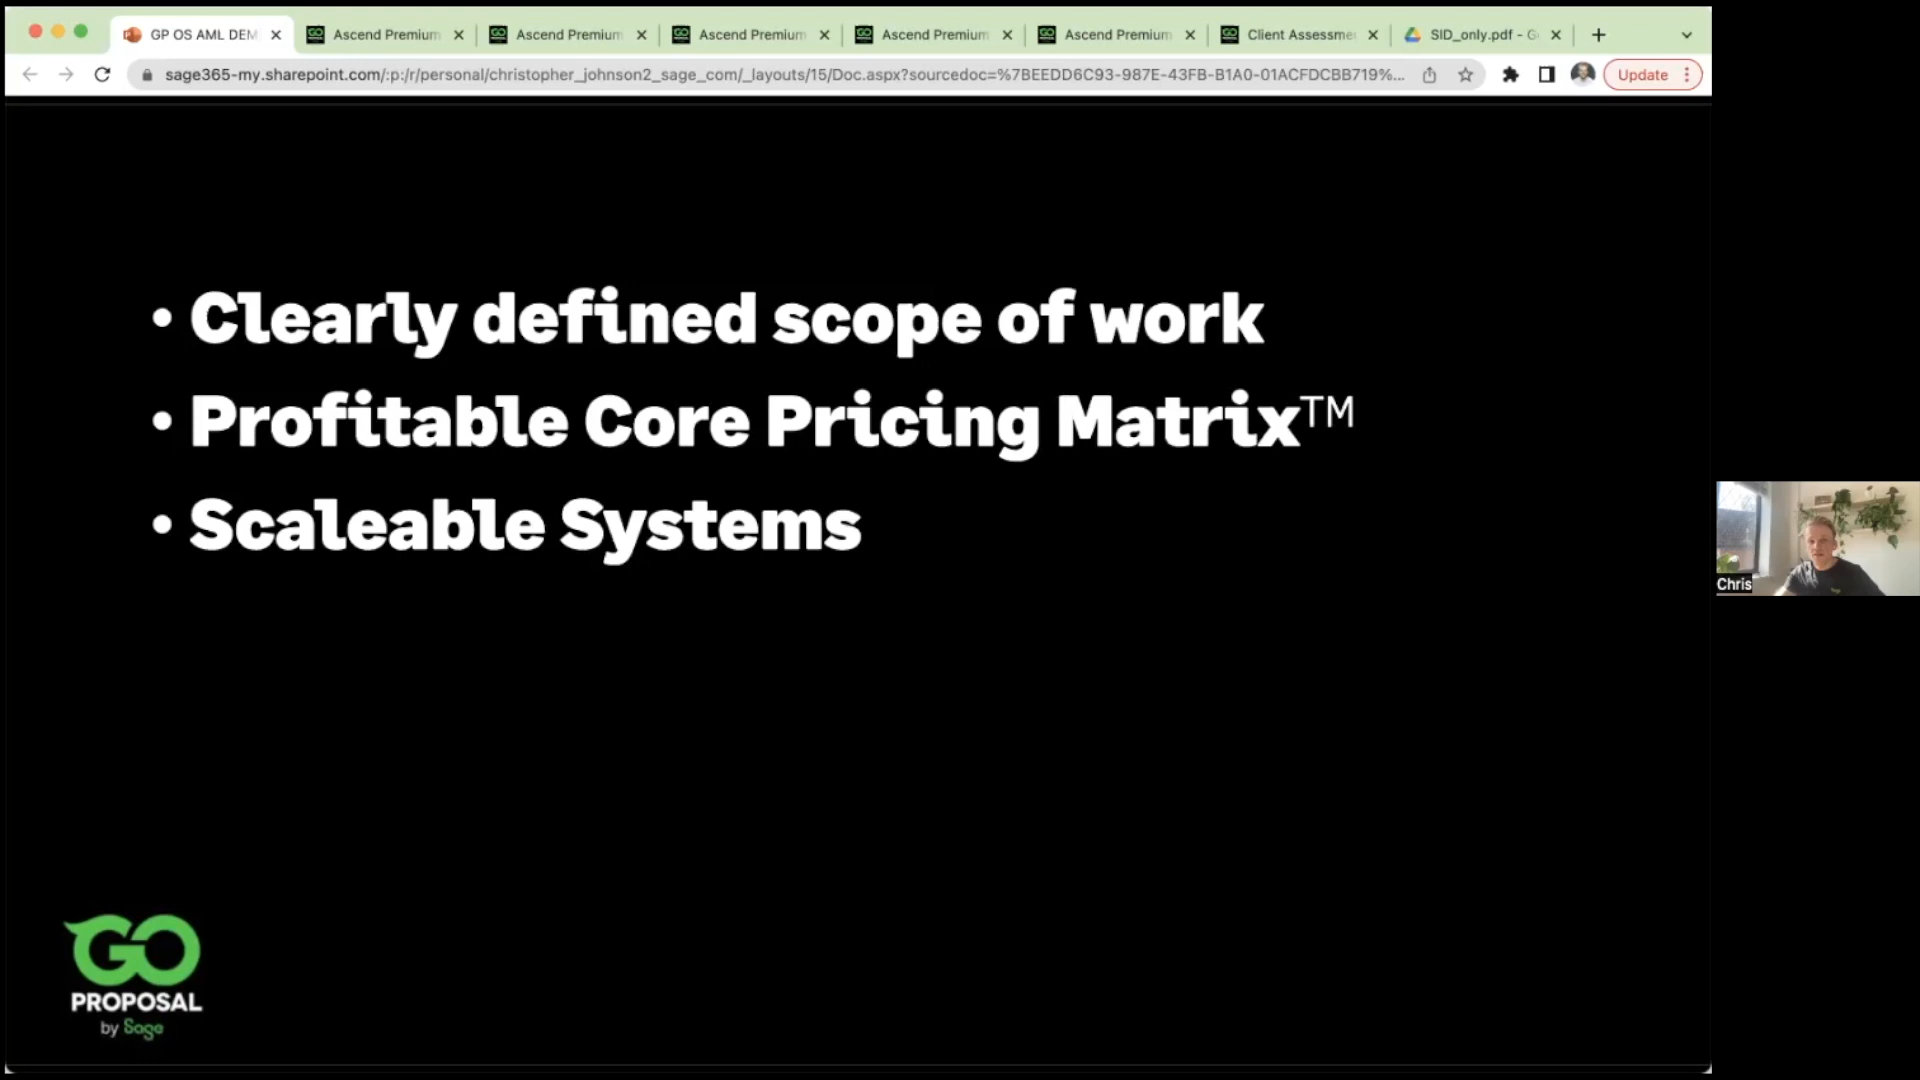 GP OS AML DEM
Ascend Premium
Ascend Premium
Ascend Premium
Ascend Premium
Ascend Premium
Client Assessme
SID_only.pdf - G
sage365-my.sharepoint.com/:p:/r/personal/christopher_johnson2_sage_com/_layouts/15/Doc.aspx?sourcedoc=%7BEEDD6C93-987E-43FB-B1A0-01ACFDCBB719%...
Update
• Clearly defined scope of work
• Profitable Core Pricing Matrix™
• Scaleable Systems
Chris
GO
PROPOSAL
by Sage